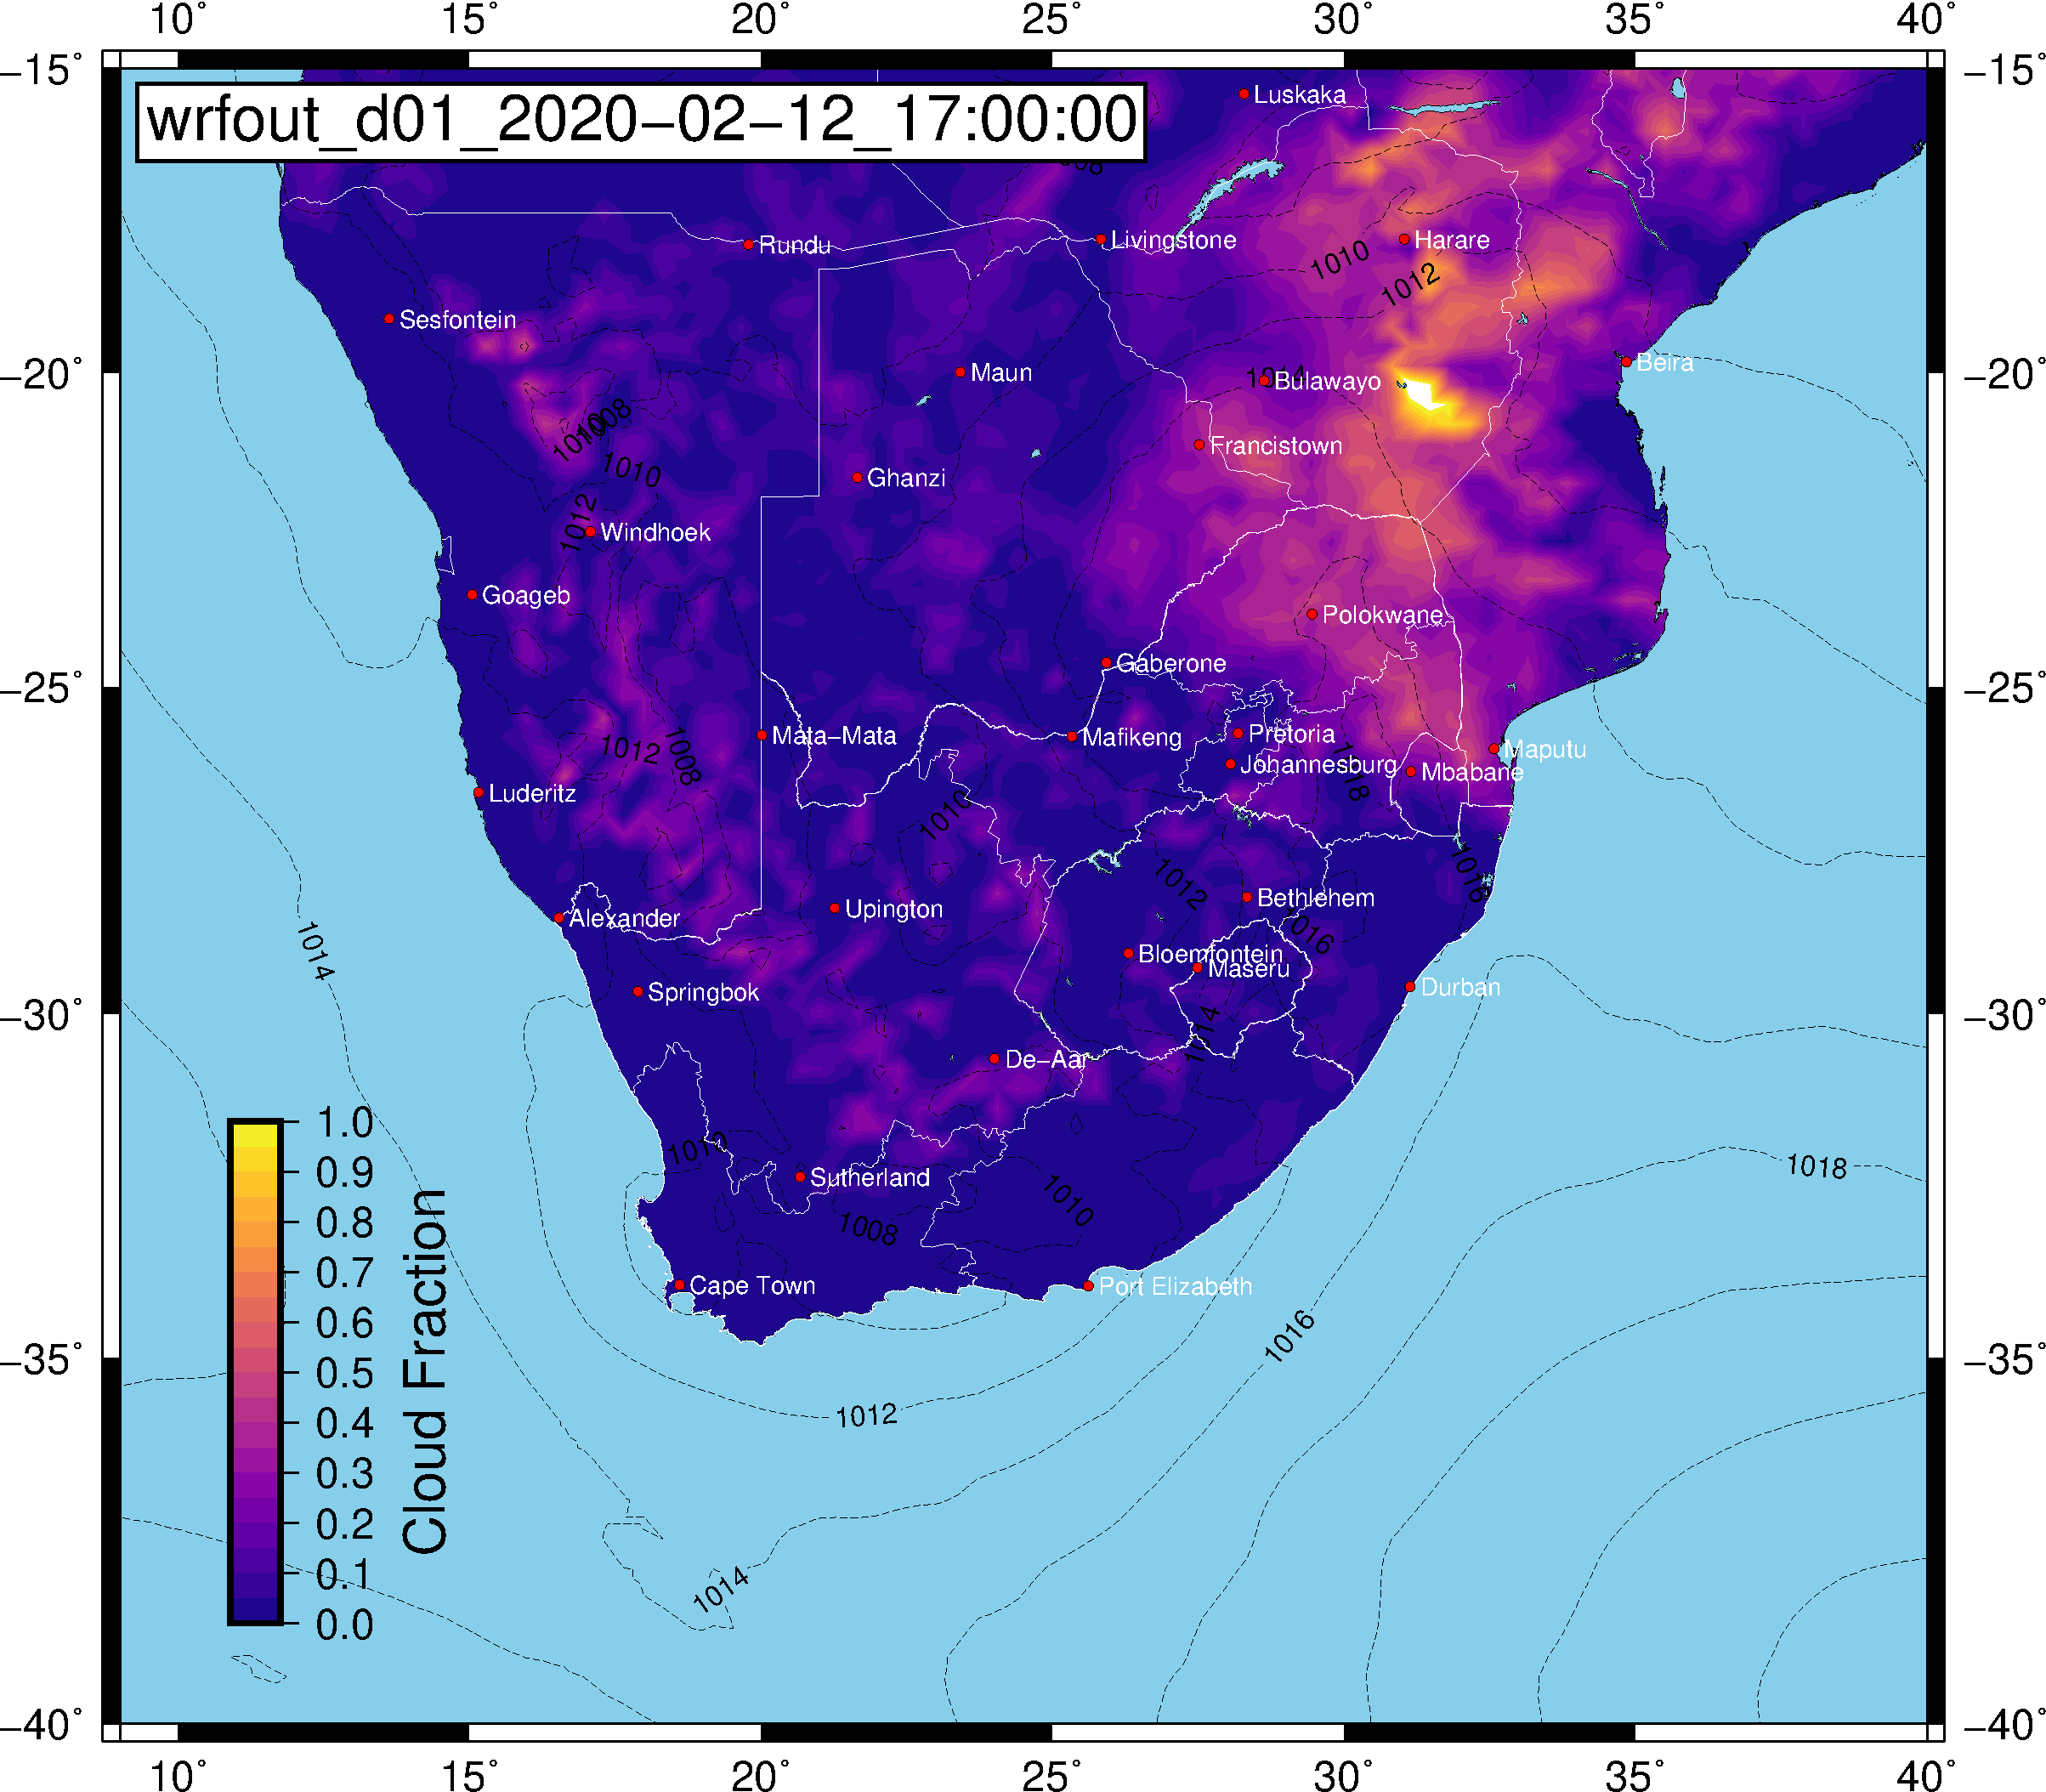 10° 15° 20° 25° 30° 35° 40°
−15° −15°
wrfout_d01_2020−02−12_17:00:00
Luskaka
Rundu
Livingstone
Harare
1010
1012
Sesfontein
−20° −20°
Maun
Bulawayo
1014
Beira
1008
1010
1010
Francistown
Ghanzi
1012
Windhoek
Goageb
Polokwane
−25° −25°
Gaberone
1012
1008
Mata−Mata
Mafikeng
Pretoria
Johannesburg
Mbabane
Maputu
Luderitz
1010
1012
1016
Alexander
Upington
Bethlehem
1014
1016
Bloemfontein
Maseru
Springbok
Durban
−30° −30°
1014
De−Aar
1010
Sutherland
1018
1010
1008
Cape Town
Port Elizabeth
1016
−35° −35°
1012
1014
1.0
0.9
0.8
0.7
0.6
0.5
0.4
0.3
0.2
0.1
0.0
Cloud Fraction
−40° −40°
10° 15° 20° 25° 30° 35° 40°